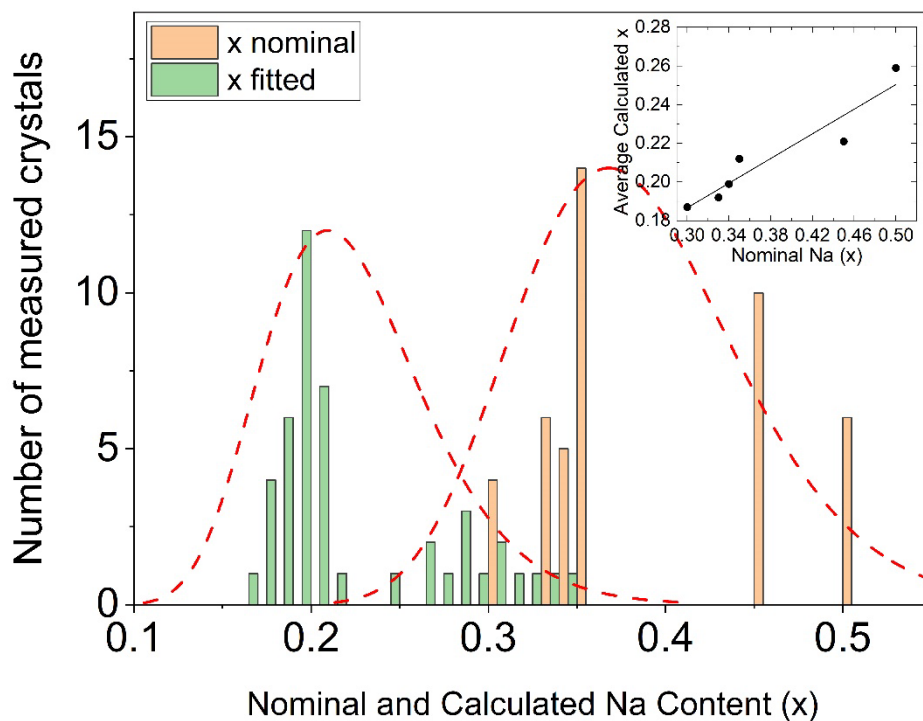 x nominal
x fitted
Number of measured crystals
15
10
5
0
0.1 0.2 0.3 0.4 0.5
Nominal and Calculated Na Content (x)
Average Calculated x
0.28
0.26
0.24
0.22
0.20
0.18
0.30 0.34 0.38 0.42 0.46 0.50
Nominal Na (x)